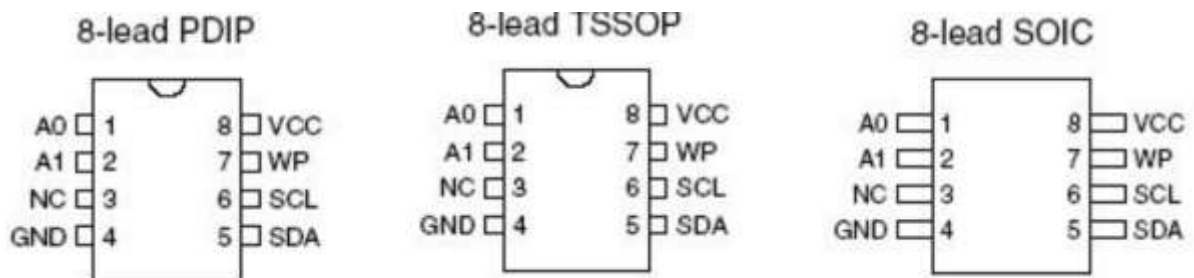 8-lead PDIP
A0 1 8 VCC
A1 2 7 WP
NC 3 6 SCL
GND 4 5 SDA
8-lead TSSOP
A0 1 8 VCC
A1 2 7 WP
NC 3 6 SCL
GND 4 5 SDA
8-lead SOIC
A0 1 8 VCC
A1 2 7 WP
NC 3 6 SCL
GND 4 5 SDA